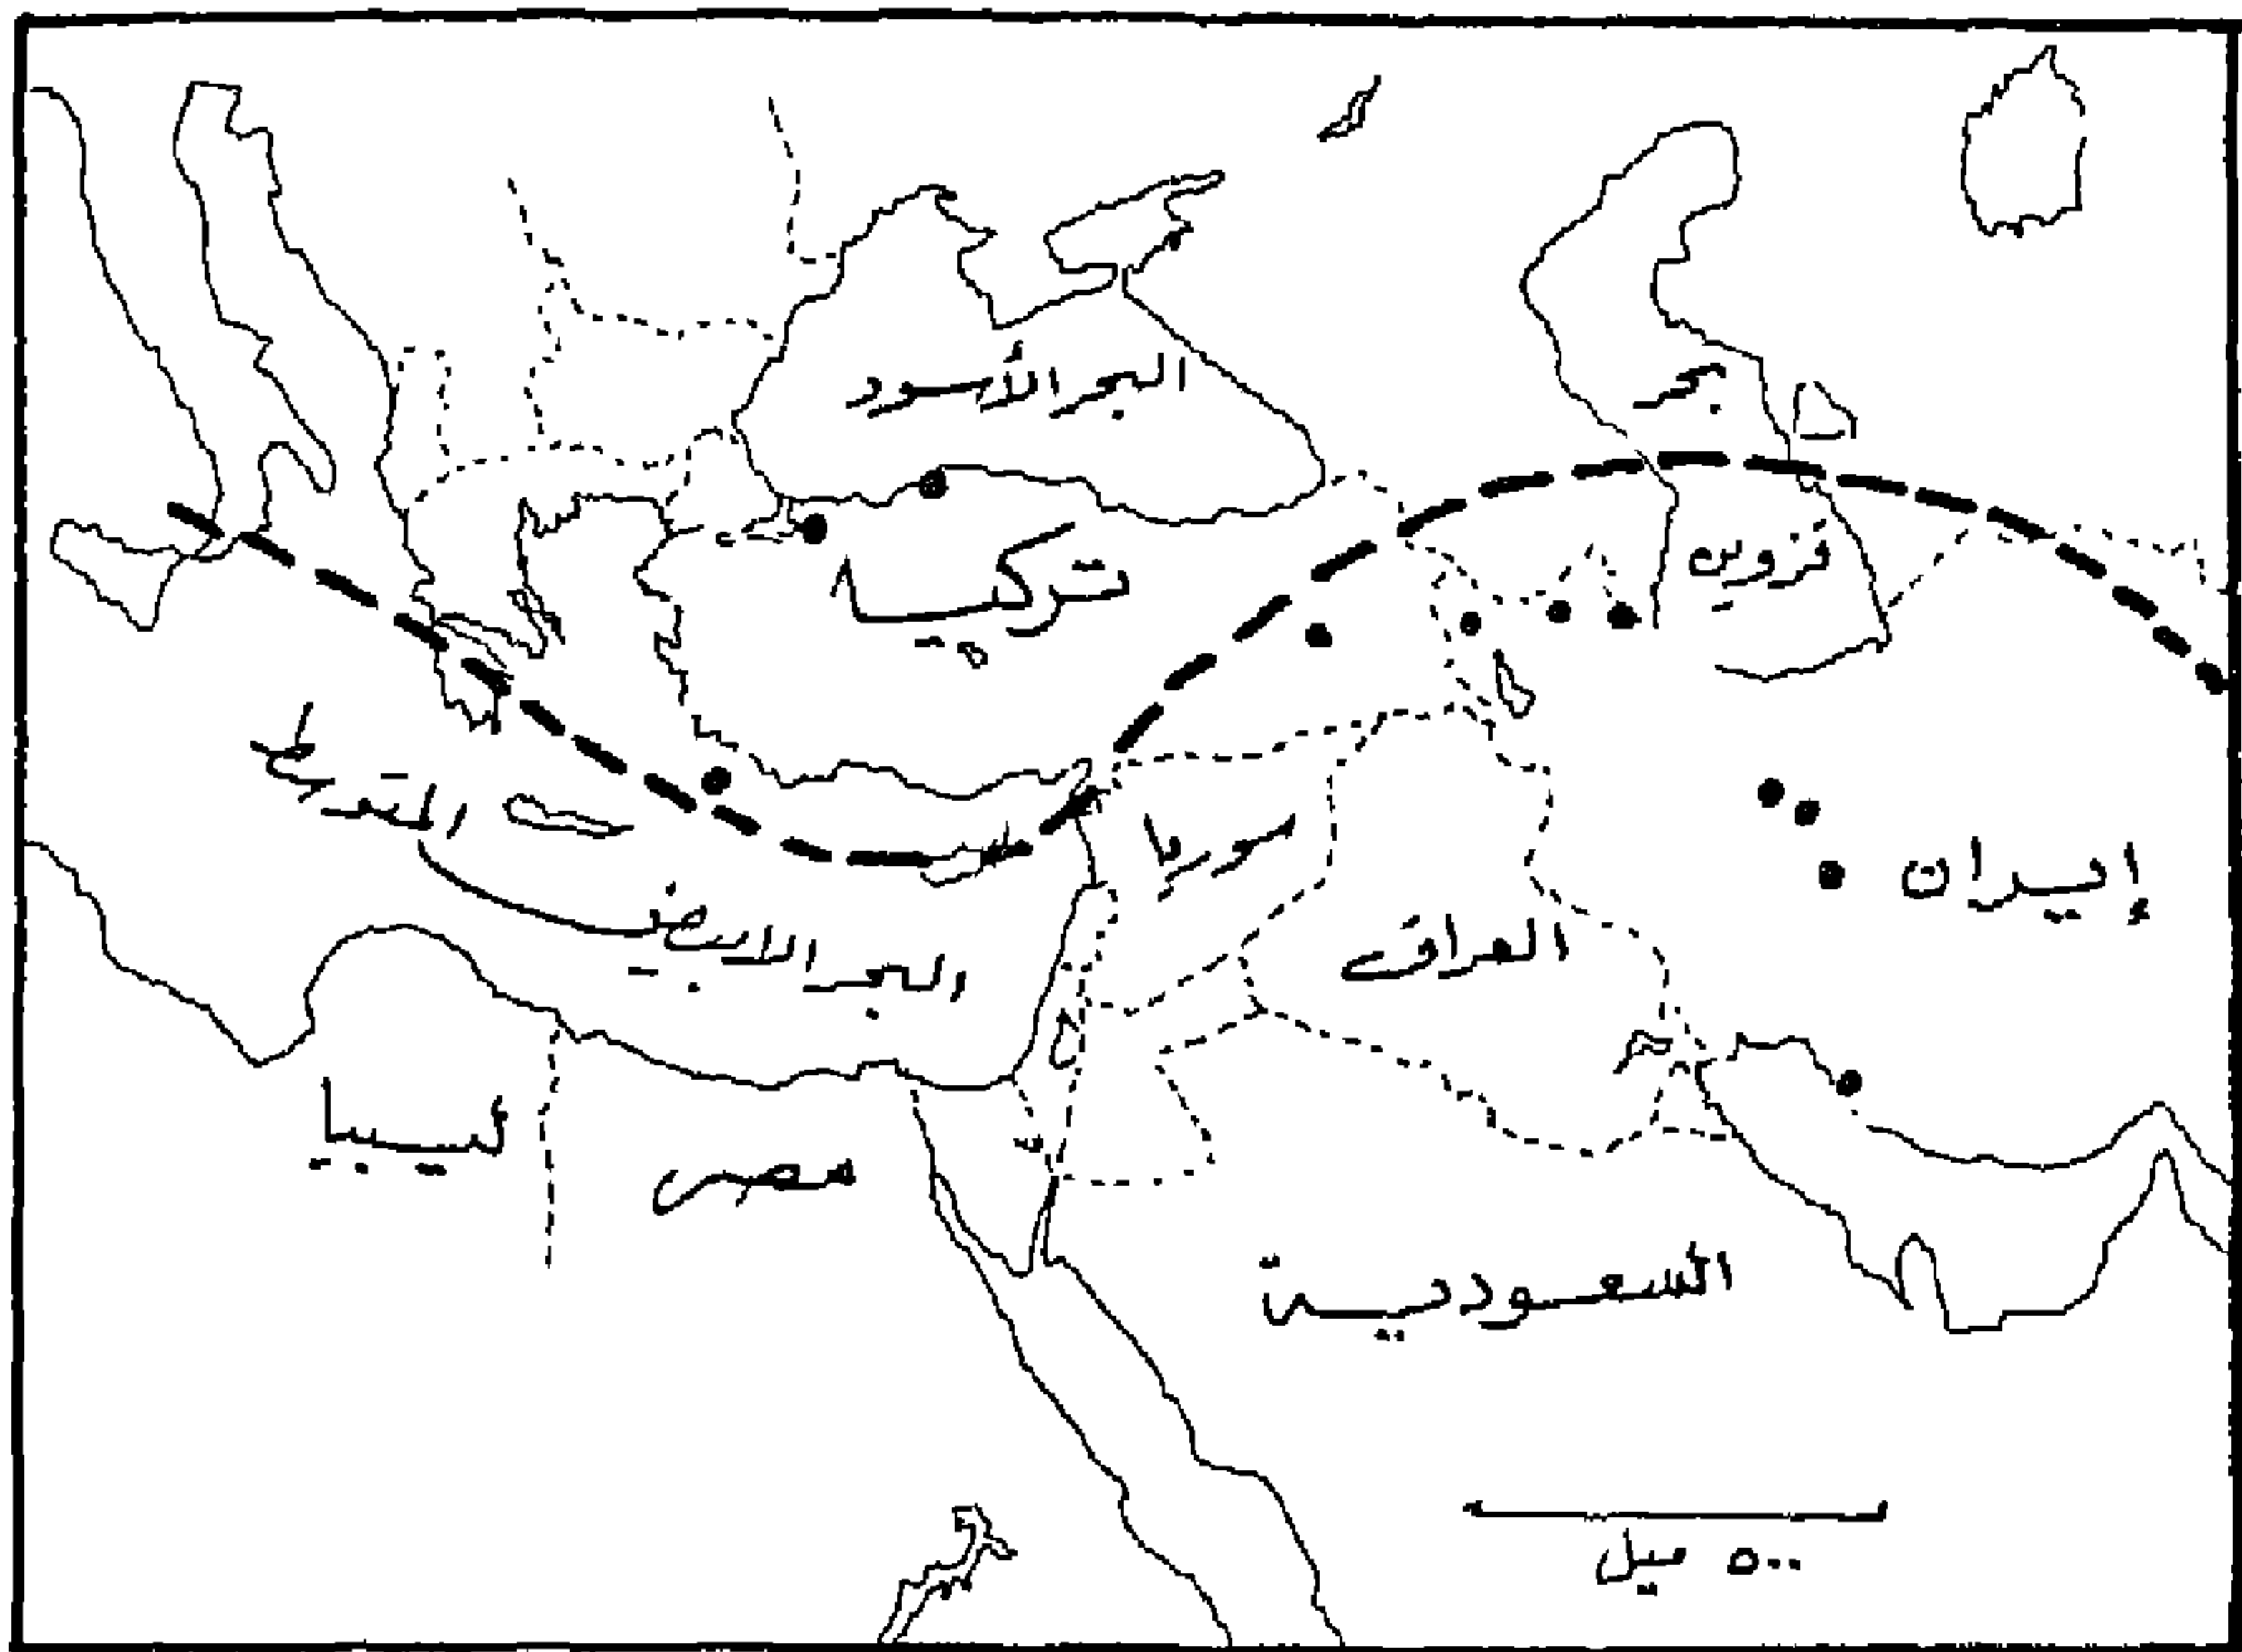 البحر الأسود
بحر
قزوين
تركيا
المتوسط
سوريا
إيران
البحر الأبيض
العراق
ليبيا
مصر
السعودية
٥٠٠ ميل